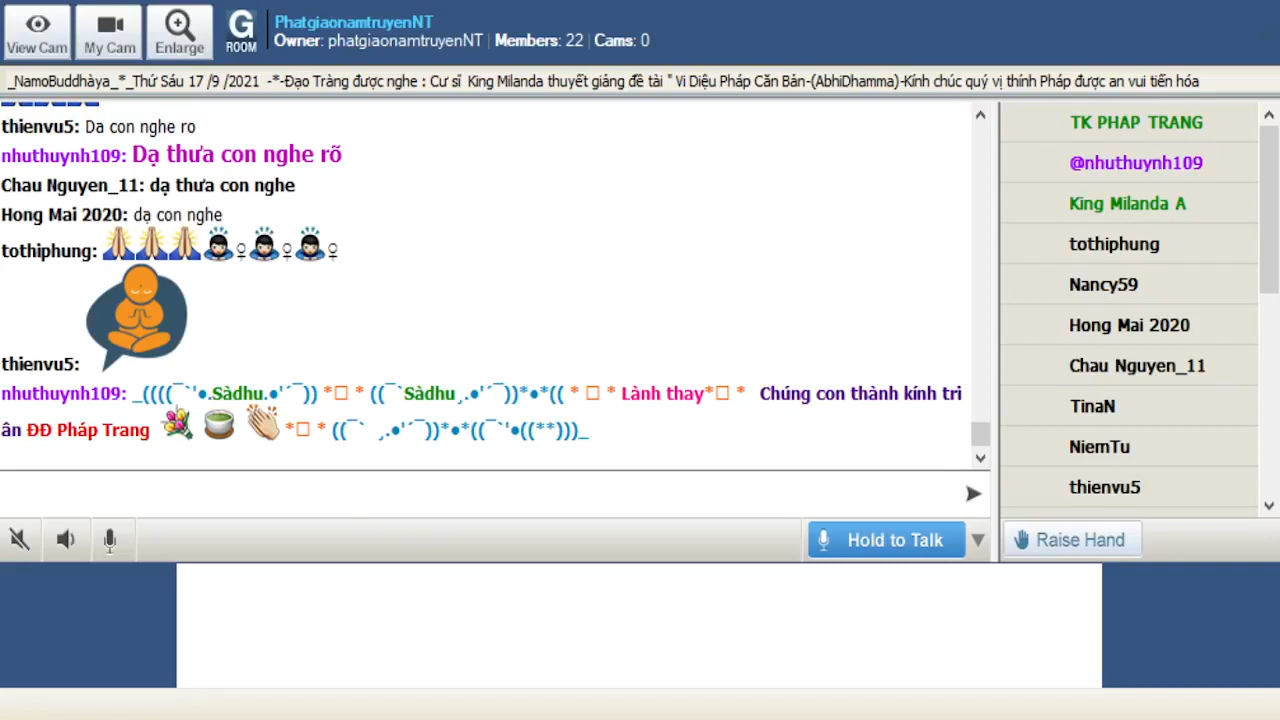 View Cam
My Cam
Enlarge
G
ROOM
PhatgiaonamtruyenNT
Owner: phatgiaonamtruyenNT | Members: 22 | Cams: 0
_NamoBuddhàya_*_Thứ Sáu 17 /9 /2021 -*-Đạo Tràng được nghe : Cư sĩ King Milanda thuyết giảng đề tài " Vi Diệu Pháp Căn Bản-(AbhiDhamma)-Kính chúc quý vị thính Pháp được an vui tiến hóa
thienvu5: Da con nghe ro
nhuthuynh109: Dạ thưa con nghe rõ
Chau Nguyen_11: dạ thưa con nghe
Hong Mai 2020: dạ con nghe
tothiphung: 🙏🙏🙏🙇♀🙇♀🙇♀
thienvu5:
nhuthuynh109: _((((¯`'●.Sàdhu.●'´¯)) *□ * ((¯`Sàdhu¸.●'´¯))*●*(( * □ * Lành thay*□ * Chúng con thành kính tri
ân ĐĐ Pháp Trang 💐 🍵 👏 *□ * ((¯` ¸.●'´¯))*●*((¯`'●((**)))_
TK PHAP TRANG
@nhuthuynh109
King Milanda A
tothiphung
Nancy59
Hong Mai 2020
Chau Nguyen_11
TinaN
NiemTu
thienvu5
Hold to Talk
Raise Hand